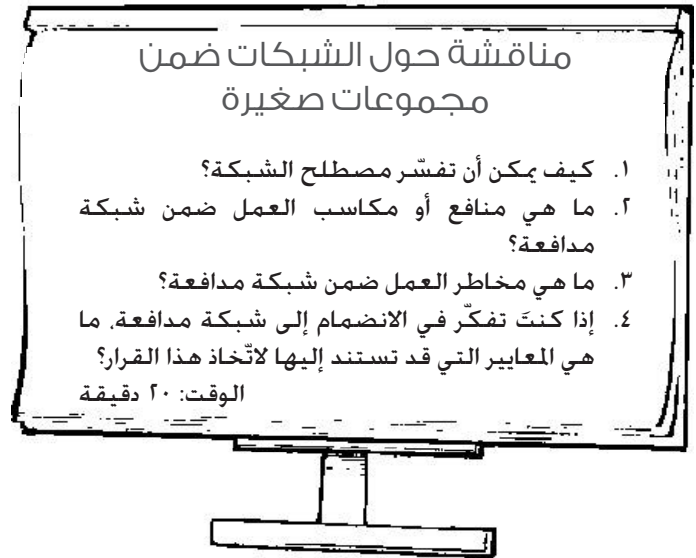 مناقشة حول الشبكات ضمن
مجموعات صغيرة
١. كيف يمكن أن تفسّر مصطلح الشبكة؟
٢. ما هي منافع أو مكاسب العمل ضمن شبكة
مدافعة؟
٣. ما هي مخاطر العمل ضمن شبكة مدافعة؟
٤. إذا كنتَ تفكّر في الانضمام إلى شبكة مدافعة، ما
هي المعايير التي قد تستند إليها لاتّخاذ هذا القرار؟
الوقت: ٢٠ دقيقة